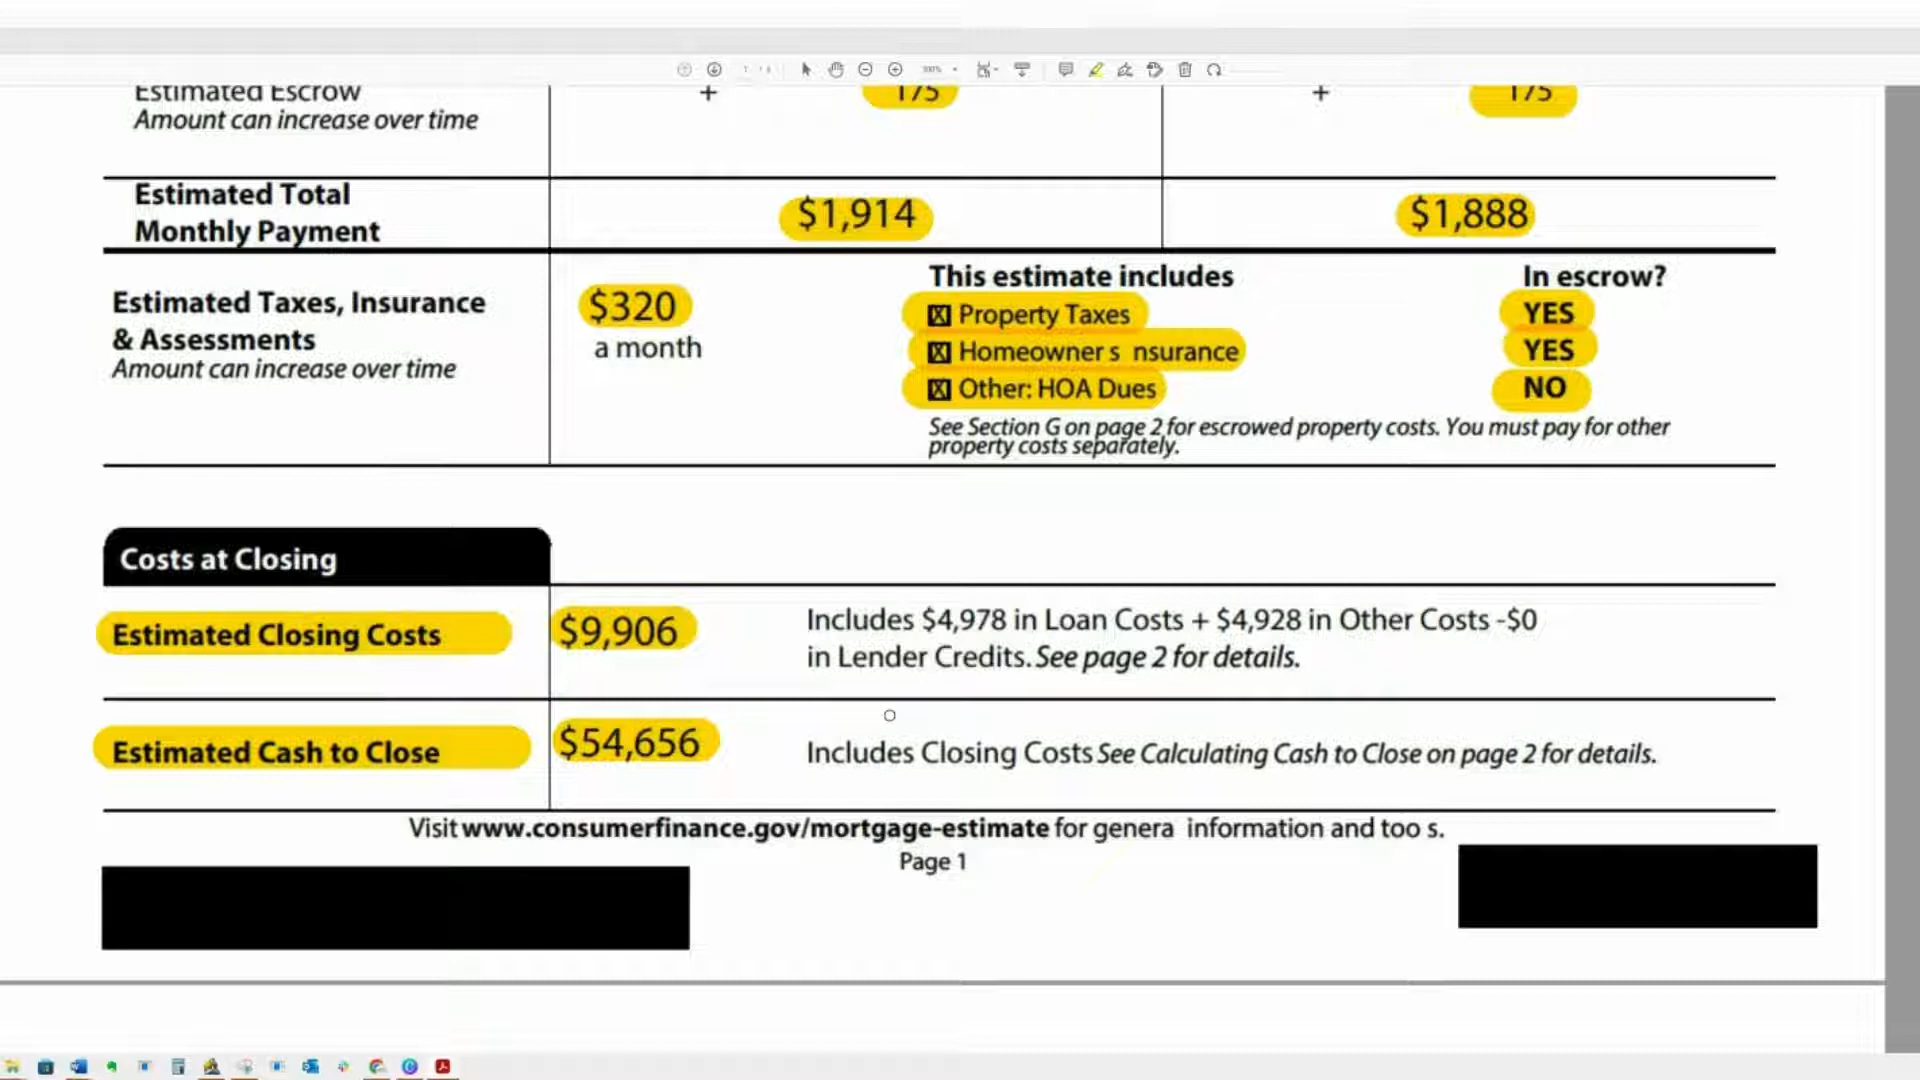 Estimated Escrow + 175 + 175
Amount can increase over time
Estimated Total
Monthly Payment
$1,914 $1,888
This estimate includes In escrow?
Estimated Taxes, Insurance
& Assessments
Amount can increase over time
$320
a month
☒ Property Taxes YES
☒ Homeowner s nsurance YES
☒ Other: HOA Dues NO
See Section G on page 2 for escrowed property costs. You must pay for other
property costs separately.
Costs at Closing
Estimated Closing Costs $9,906
Includes $4,978 in Loan Costs + $4,928 in Other Costs -$0
in Lender Credits. See page 2 for details.
Estimated Cash to Close $54,656 Includes Closing Costs See Calculating Cash to Close on page 2 for details.
Visit www.consumerfinance.gov/mortgage-estimate for genera information and too s.
Page 1